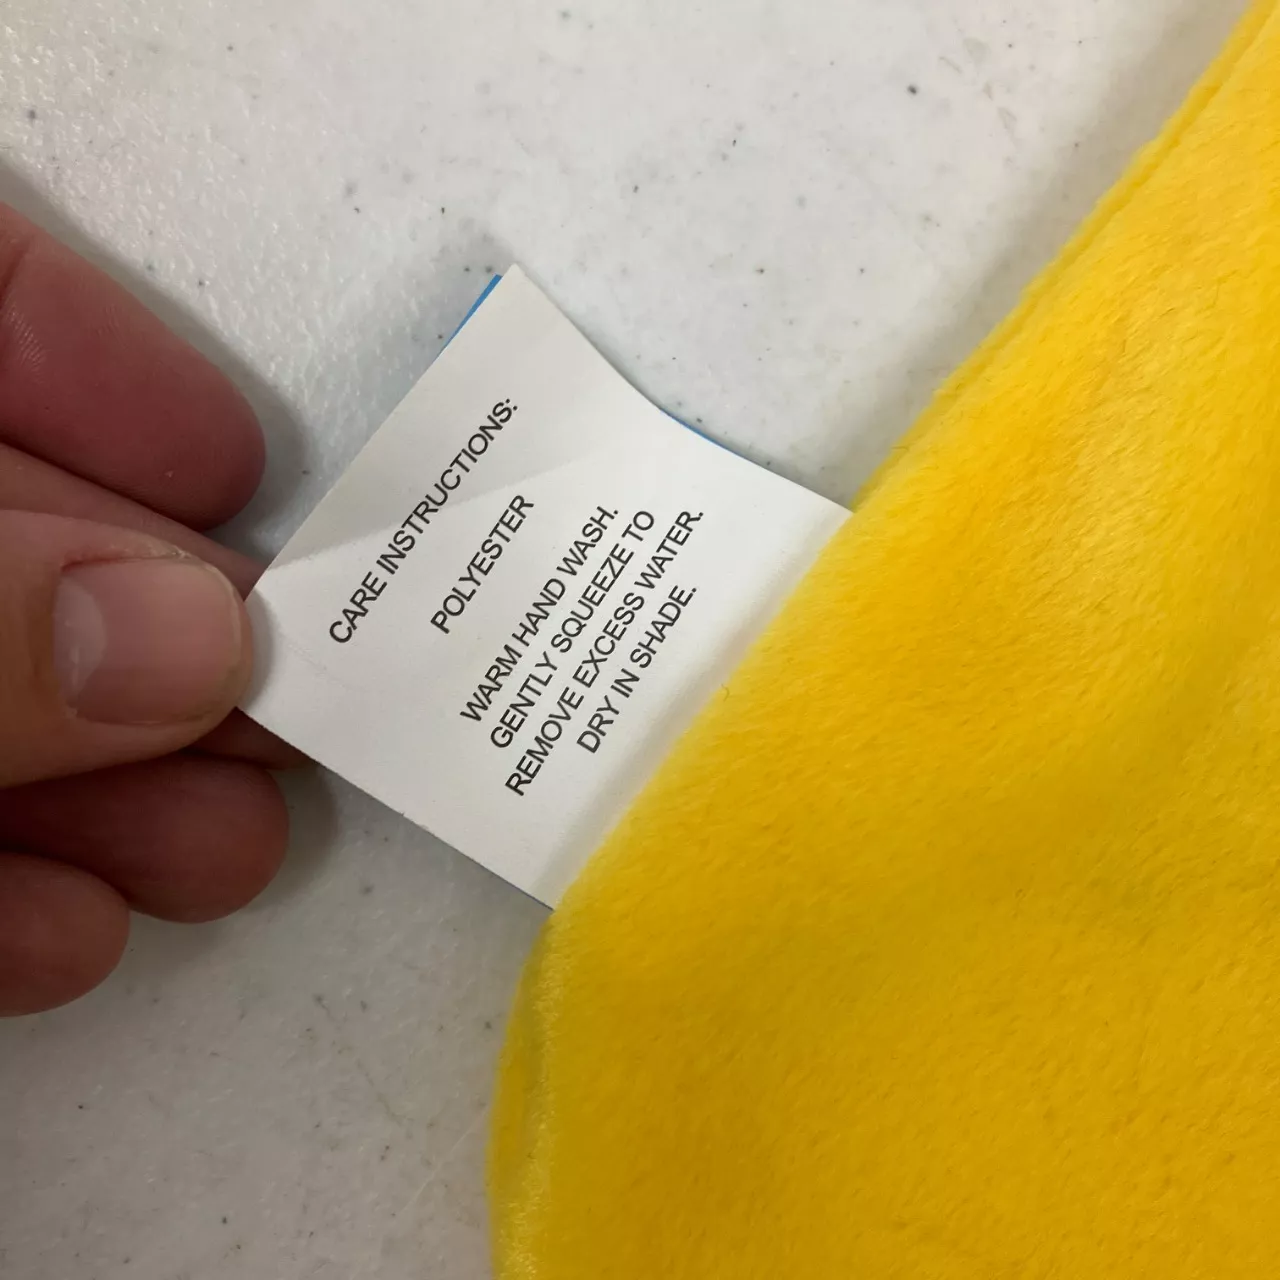 CARE INSTRUCTIONS:
POLYESTER
WARM HAND WASH.
GENTLY SQUEEZE TO
REMOVE EXCESS WATER.
DRY IN SHADE.